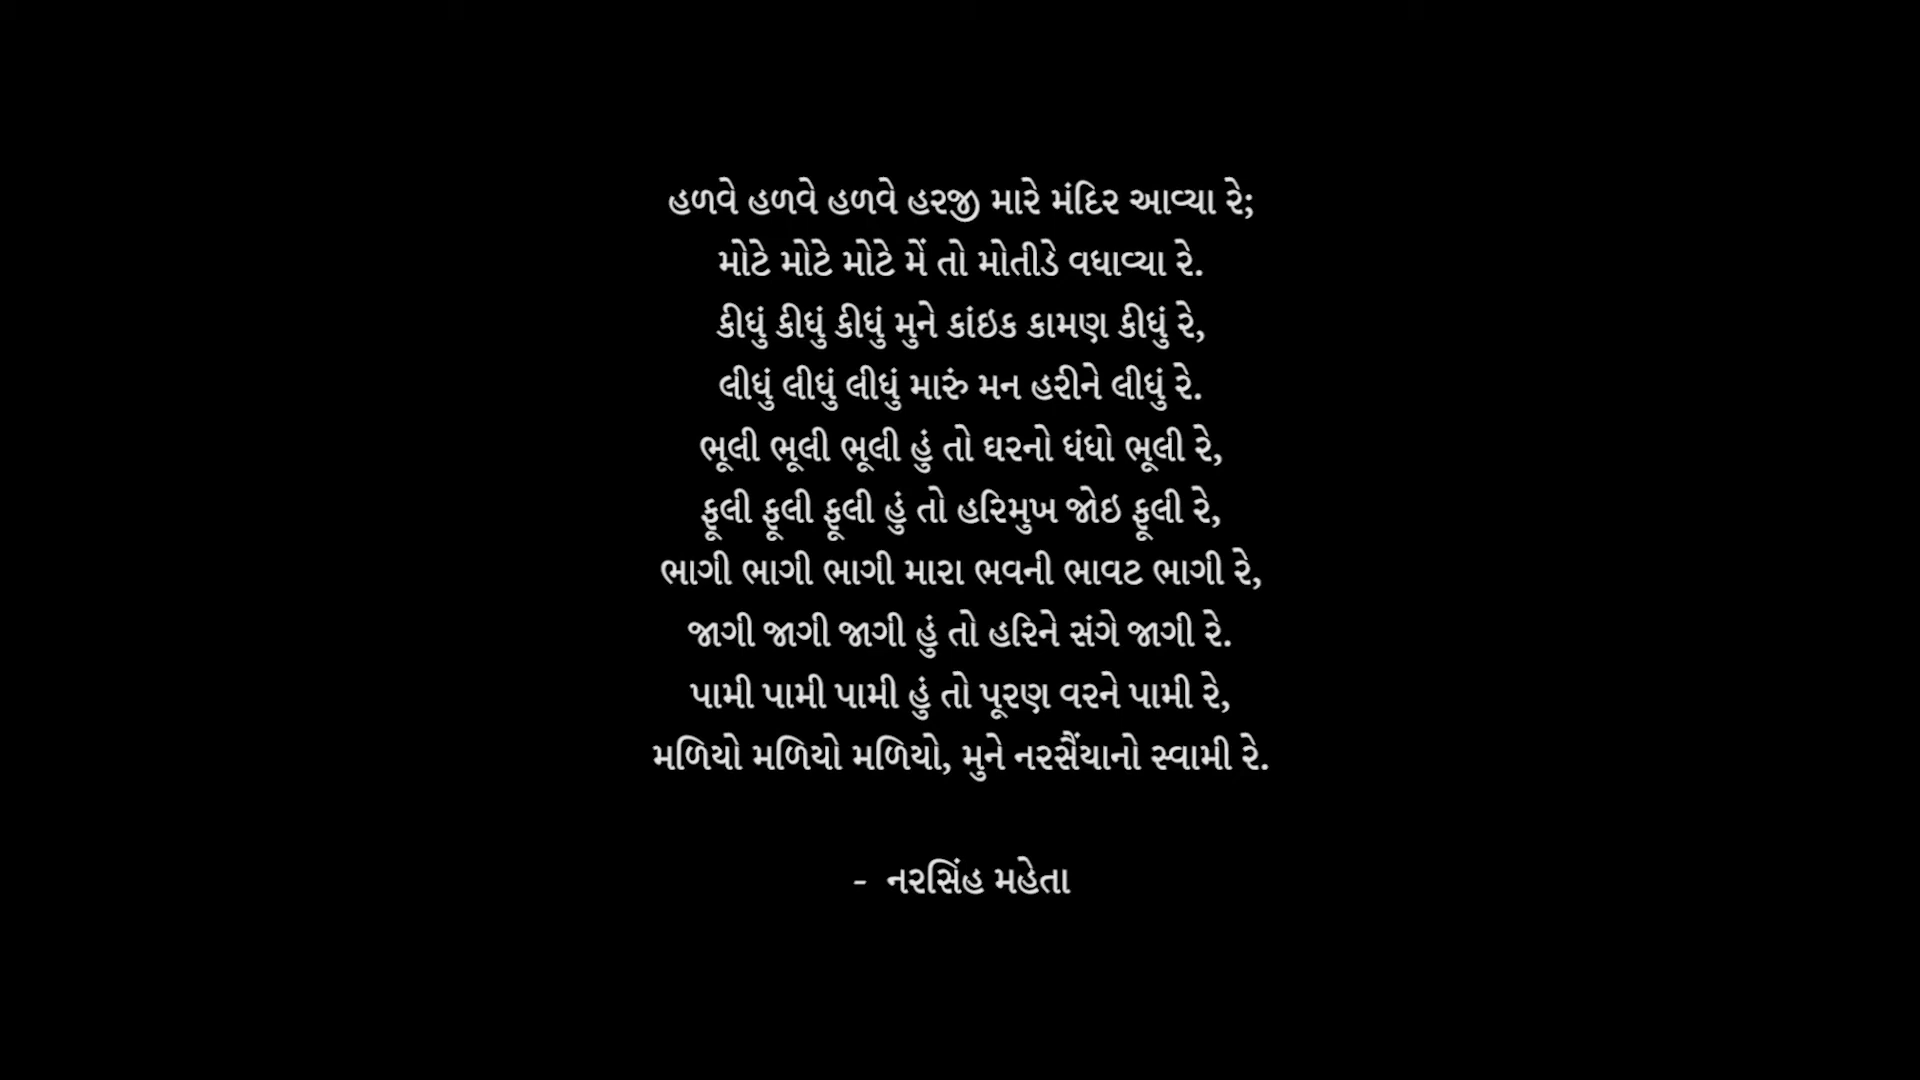 હળવે હળવે હળવે હરજી મારે મંદિર આવ્યા રે;
મોટે મોટે મોટે મેં તો મોતીડે વધાવ્યા રે.
કીધું કીધું કીધું મુને કાંઇક કામણ કીધું રે,
લીધું લીધું લીધું મારું મન હરીને લીધું રે.
ભૂલી ભૂલી ભૂલી હું તો ઘરનો ધંધો ભૂલી રે,
ફૂલી ફૂલી ફૂલી હું તો હરિમુખ જોઇ ફૂલી રે,
ભાગી ભાગી ભાગી મારા ભવની ભાવટ ભાગી રે,
જાગી જાગી જાગી હું તો હરિને સંગે જાગી રે.
પામી પામી પામી હું તો પૂરણ વરને પામી રે,
મળિયો મળિયો મળિયો, મુને નરસૈંયાનો સ્વામી રે.
- નરસિંહ મહેતા